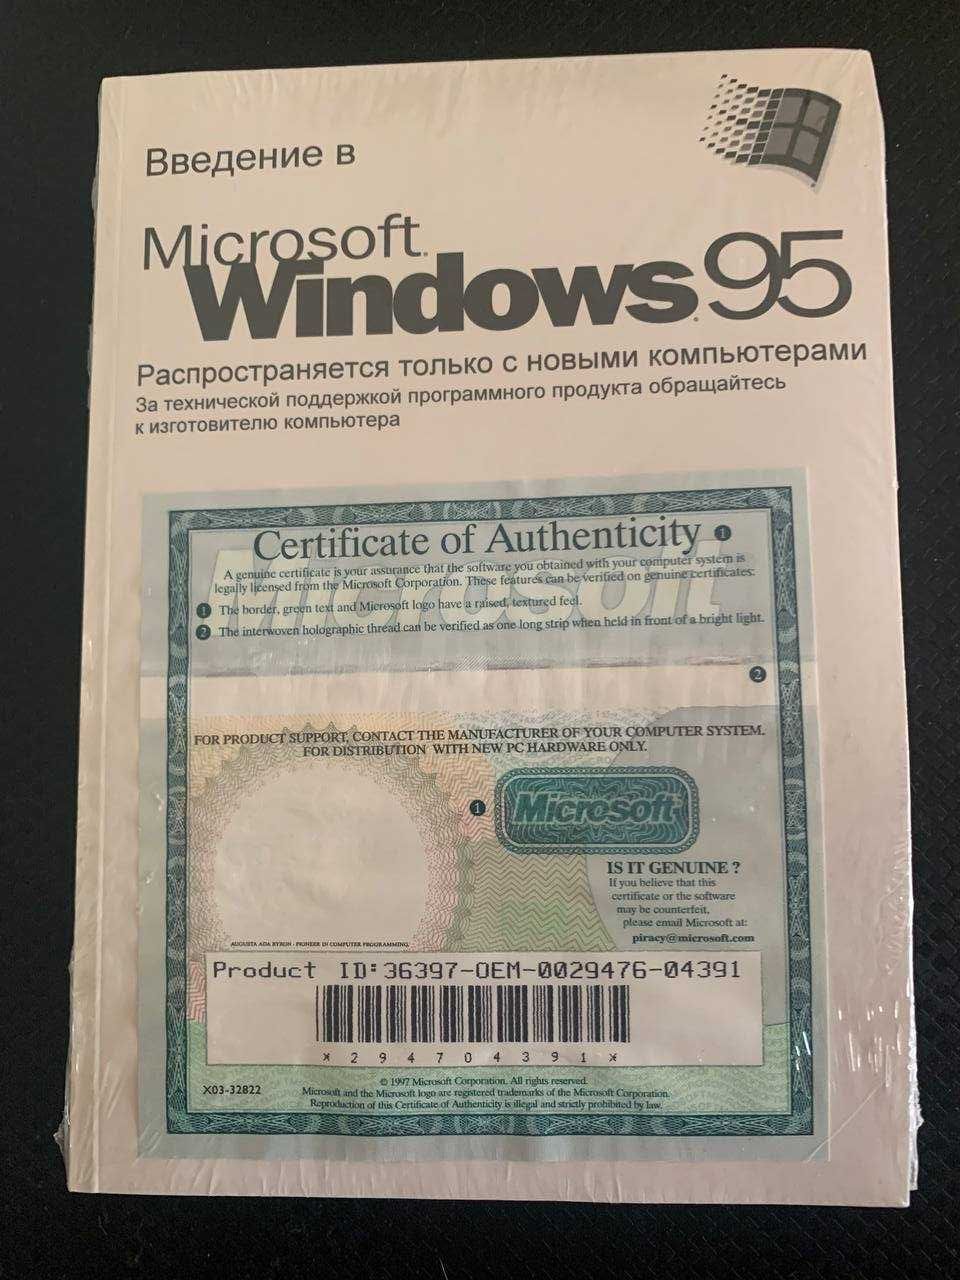 Введение в
Microsoft
Windows 95
Распространяется только с новыми компьютерами
За технической поддержкой программного продукта обращайтесь
к изготовителю компьютера
Certificate of Authenticity 1
A genuine certificate is your assurance that the software you obtained with your computer system is
legally licensed from the Microsoft Corporation. These features can be verified on genuine certificates:
1 The border, green text and Microsoft logo have a raised, textured feel.
2 The interwoven holographic thread can be verified as one long strip when held in front of a bright light.
2
FOR PRODUCT SUPPORT, CONTACT THE MANUFACTURER OF YOUR COMPUTER SYSTEM.
FOR DISTRIBUTION WITH NEW PC HARDWARE ONLY.
1 Microsoft
IS IT GENUINE ?
If you believe that this
certificate or the software
may be counterfeit,
please email Microsoft at:
piracy@microsoft.com
AUGUSTA ADA BYRON - PIONEER IN COMPUTER PROGRAMMING
Product ID:36397-OEM-0029476-04391
*294704391*
X03-32822
© 1997 Microsoft Corporation. All rights reserved.
Microsoft and the Microsoft logo are registered trademarks of the Microsoft Corporation.
Reproduction of this Certificate of Authenticity is illegal and strictly prohibited by law.